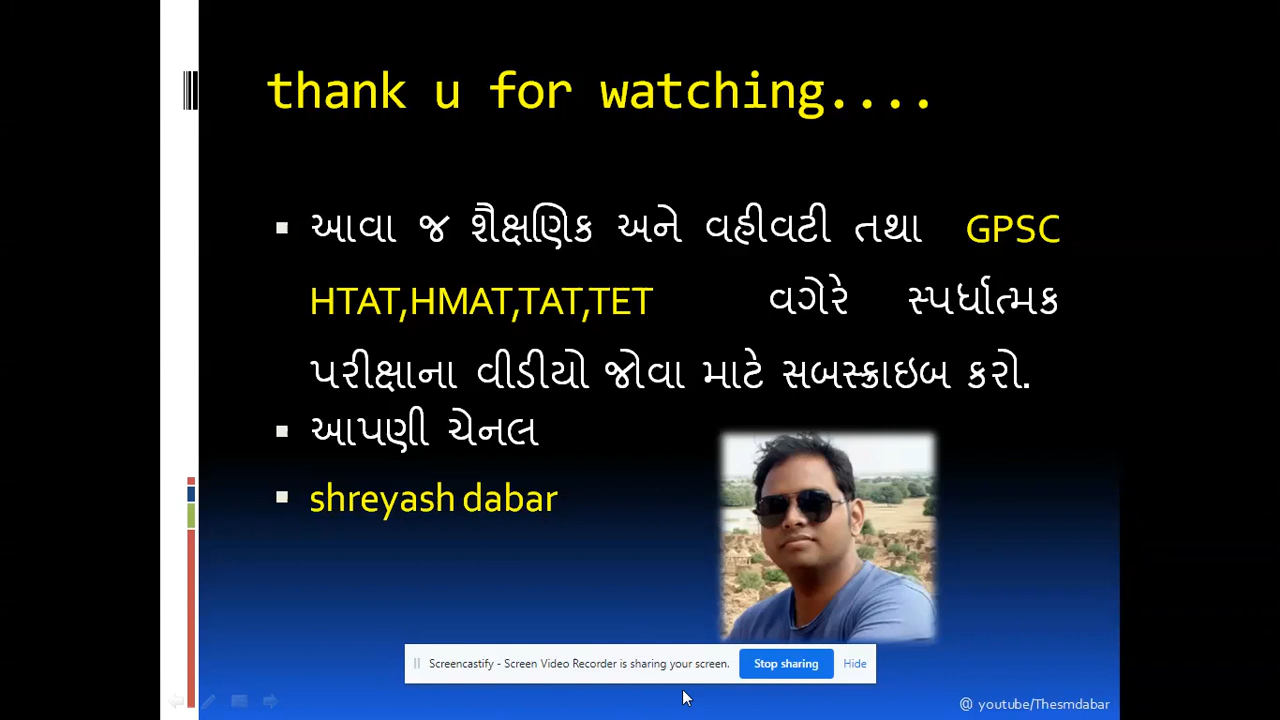 thank u for watching....
આવા જ શૈક્ષણિક અને વહીવટી તથા GPSC
HTAT,HMAT,TAT,TET વગેરે સ્પર્ધાત્મક
પરીક્ષાના વીડીયો જોવા માટે સબસ્ક્રાઇબ કરો.
આપણી ચેનલ
shreyash dabar
Screencastify - Screen Video Recorder is sharing your screen. Stop sharing Hide
@ youtube/Thesmdabar